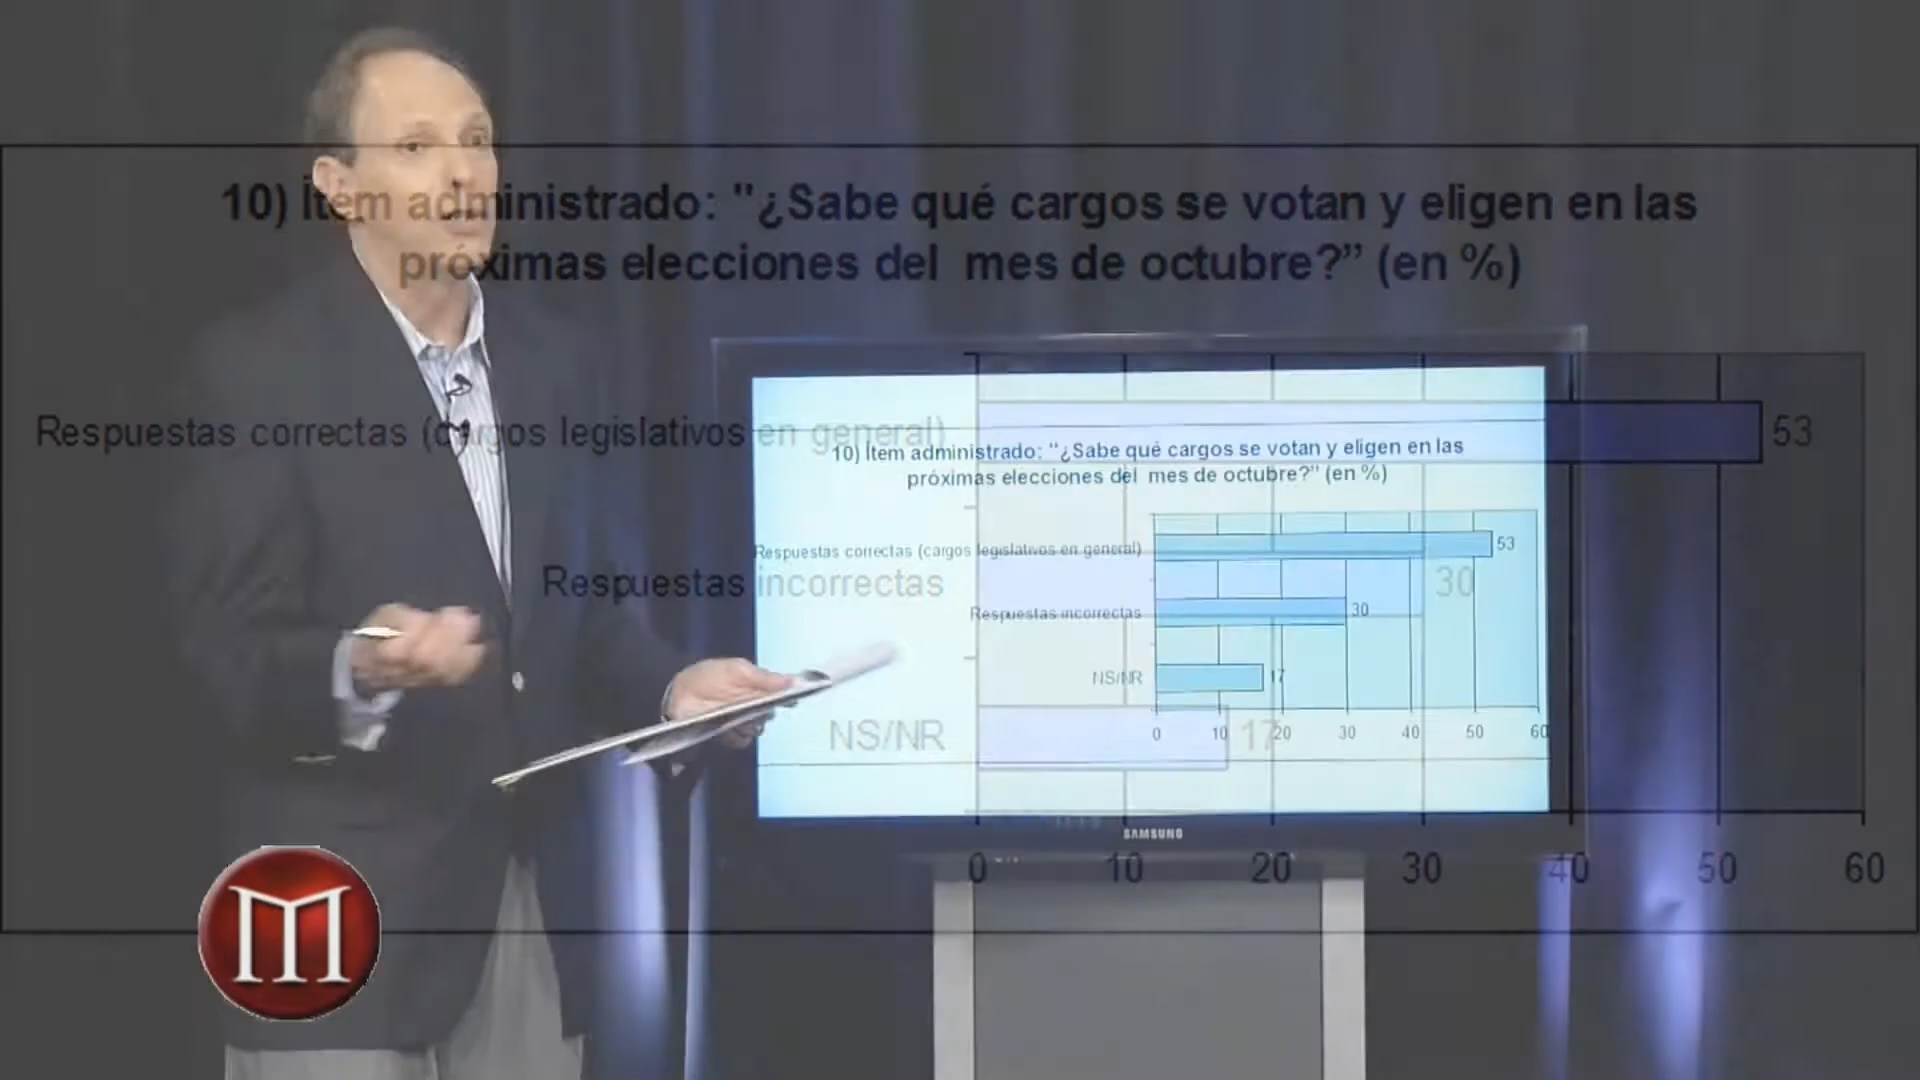 10) Ítem administrado: "¿Sabe qué cargos se votan y eligen en las
próximas elecciones del mes de octubre?” (en %)
Respuestas correctas (cargos legislativos en general)
53
Respuestas incorrectas
30
NS/NR
17
0 10 20 30 40 50 60
10) Ítem administrado: "¿Sabe qué cargos se votan y eligen en las
próximas elecciones del mes de octubre?” (en %)
Respuestas correctas (cargos legislativos en general)
53
Respuestas incorrectas
30
NS/NR
17
0 10 20 30 40 50 60
SAMSUNG
M